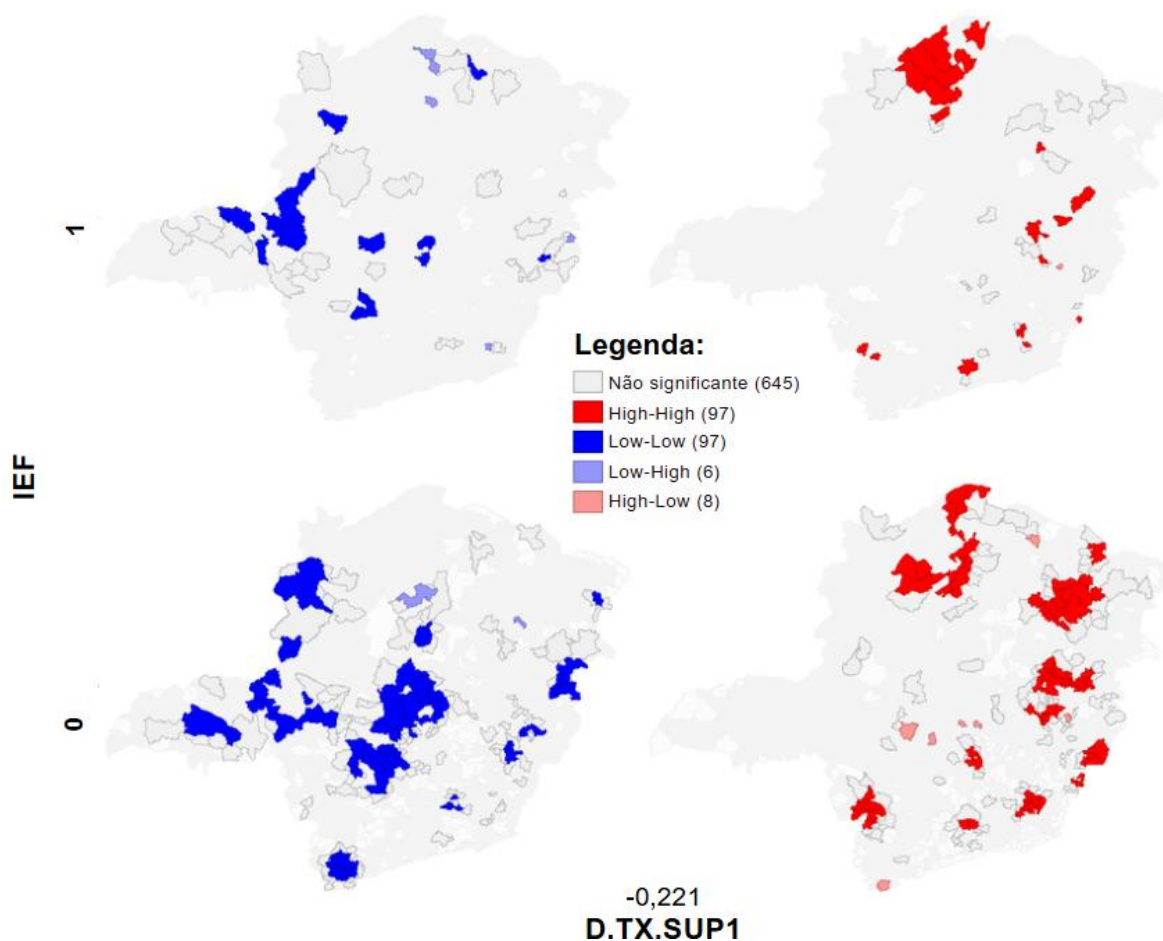 1
Legenda:
Não significante (645)
High-High (97)
Low-Low (97)
Low-High (6)
High-Low (8)
IEF
0
-0,221
D.TX.SUP1